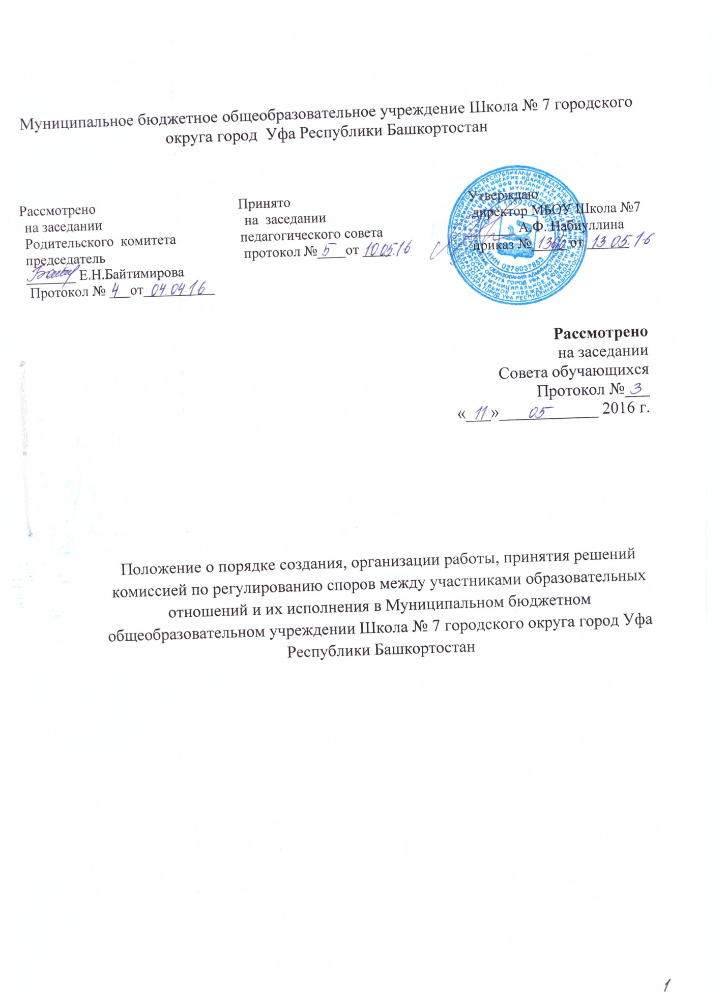 Муниципальное бюджетное общеобразовательное учреждение Школа № 7 городского
округа город Уфа Республики Башкортостан
Рассмотрено
на заседании
Родительского комитета
председатель
Е.Н.Байтимирова
Протокол № 4 от 04.04.16
Принято
на заседании
педагогического совета
протокол № 5 от 10.05.16
Утверждаю
директор МБОУ Школа №7
А.Ф. Набиуллина
приказ № от 13.05.16
ИНН 0278037853
Рассмотрено
на заседании
Совета обучающихся
Протокол № 3
« 11 » 05 2016 г.
Положение о порядке создания, организации работы, принятия решений
комиссией по регулированию споров между участниками образовательных
отношений и их исполнения в Муниципальном бюджетном
общеобразовательном учреждении Школа № 7 городского округа город Уфа
Республики Башкортостан
1